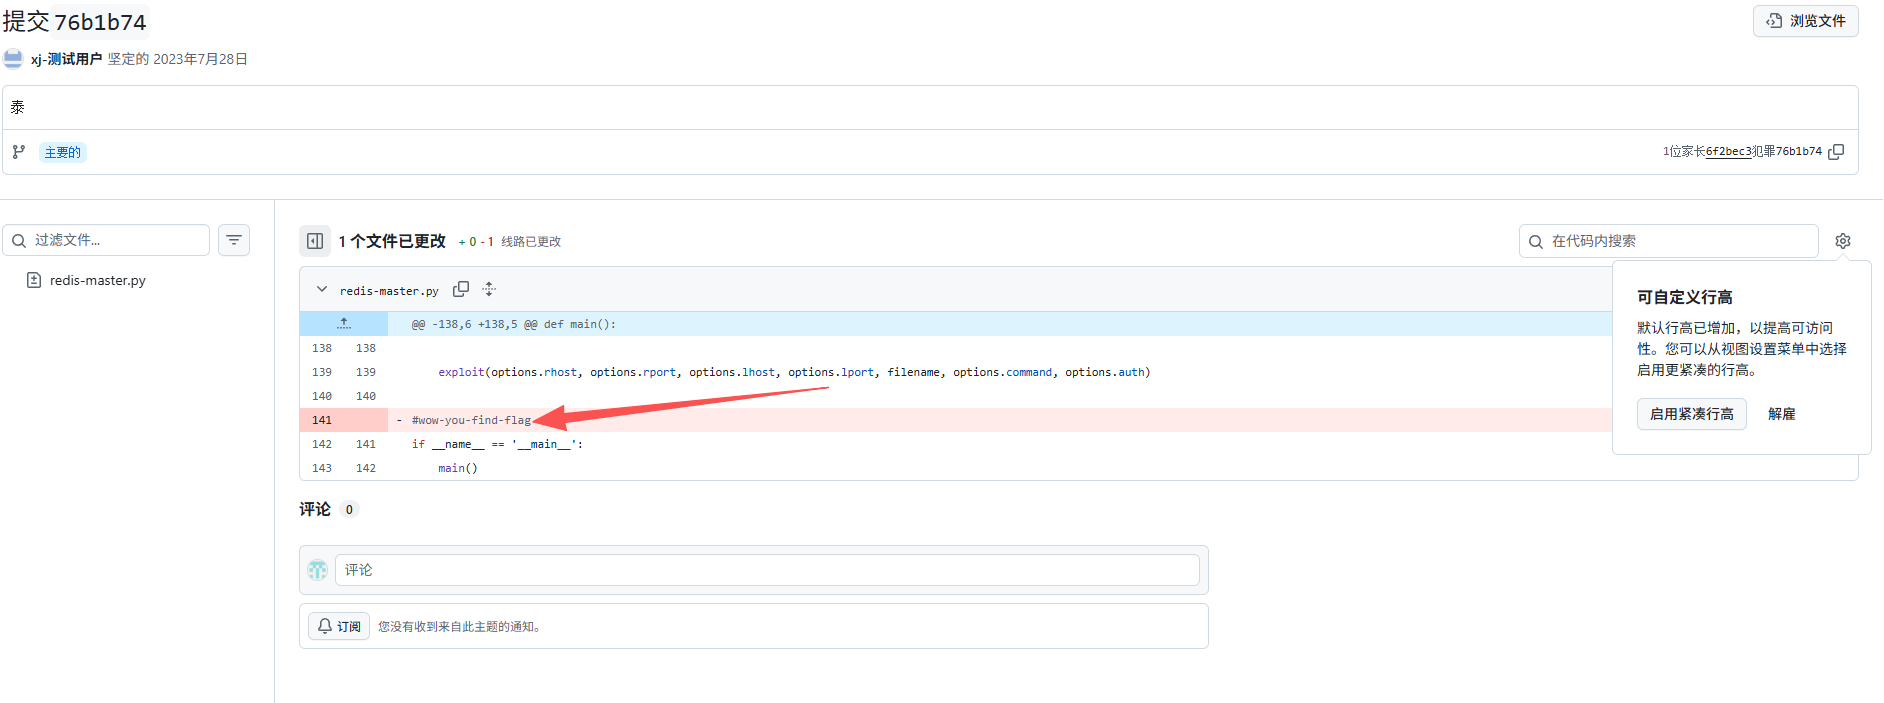 提交 76b1b74
浏览文件
xj-测试用户 坚定的 2023年7月28日
泰
主要的
1位家长6f2bec3犯罪76b1b74
过滤文件...
redis-master.py
1 个文件已更改 +0 -1 线路已更改
在代码内搜索
redis-master.py
@@ -138,6 +138,5 @@ def main():
138 138
139 139 exploit(options.rhost, options.rport, options.lhost, options.lport, filename, options.command, options.auth)
140 140
141 - #wow-you-find-flag
142 141 if __name__ == '__main__':
143 142 main()
可自定义行高
默认行高已增加，以提高可访问
性。您可以从视图设置菜单中选择
启用更紧凑的行高。
启用紧凑行高 解雇
评论 0
评论
订阅 您没有收到来自此主题的通知。